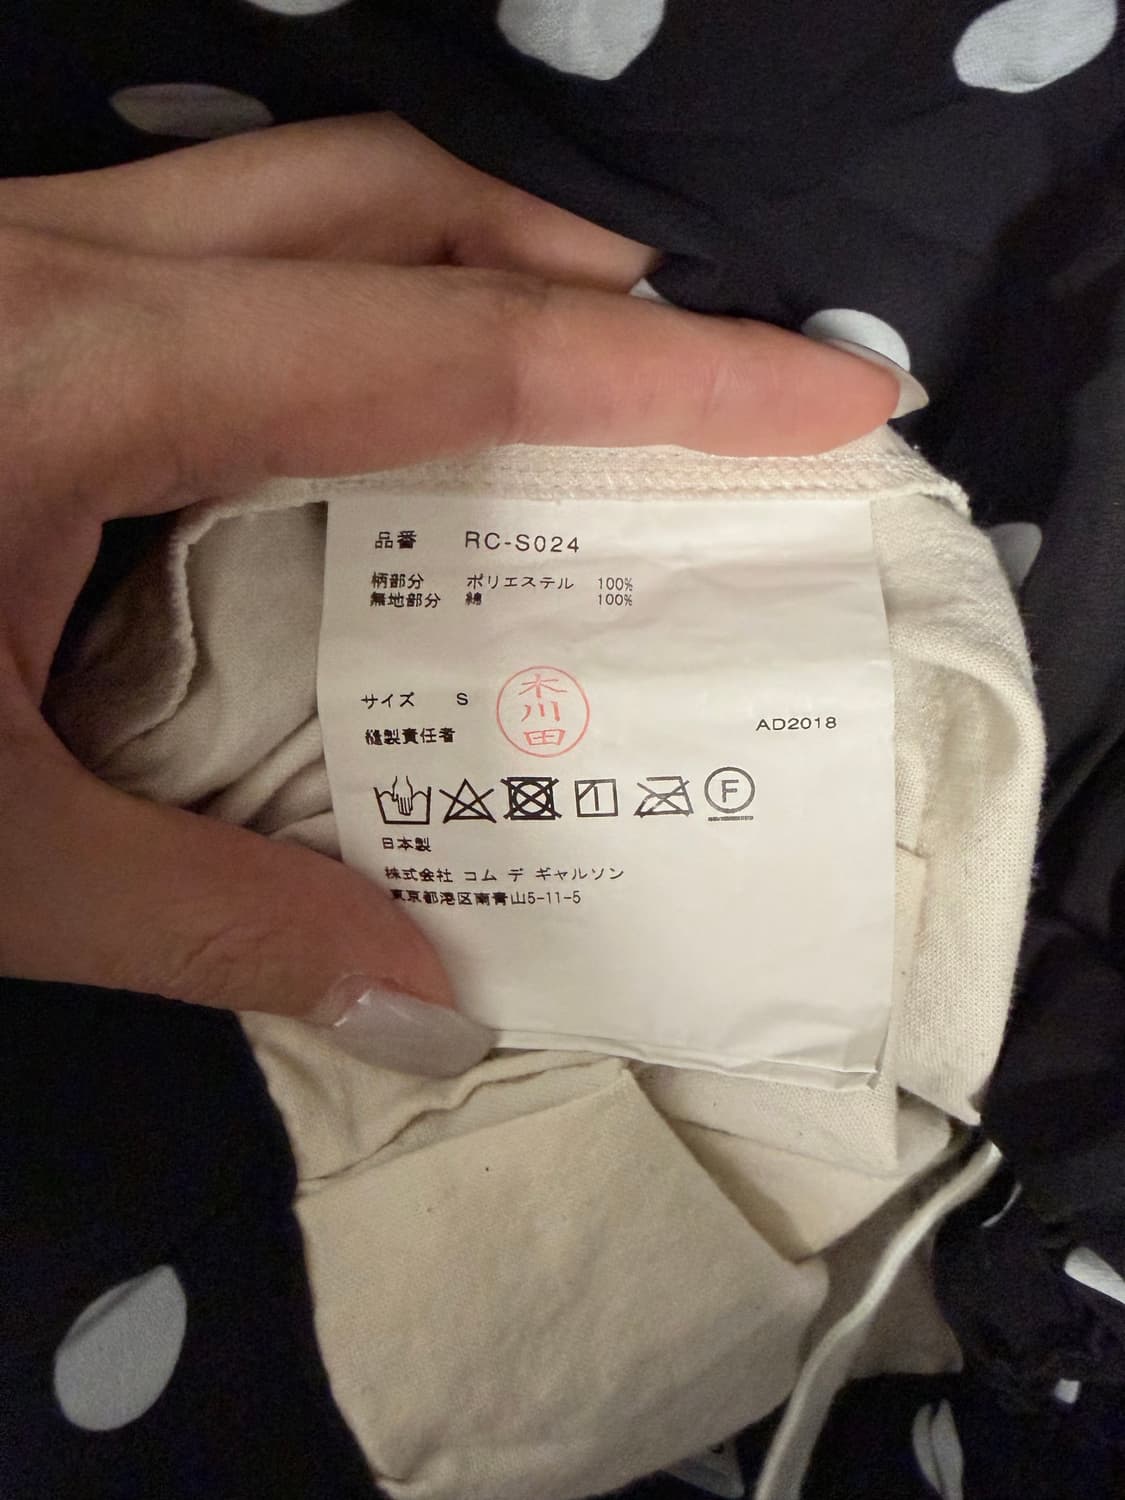 品番 RC-S024
柄部分 ポリエステル 100%
無地部分 綿 100%
サイズ S
木川田
縫製責任者
AD2018
F
日本製
株式会社 コム デ ギャルソン
東京都港区南青山5-11-5